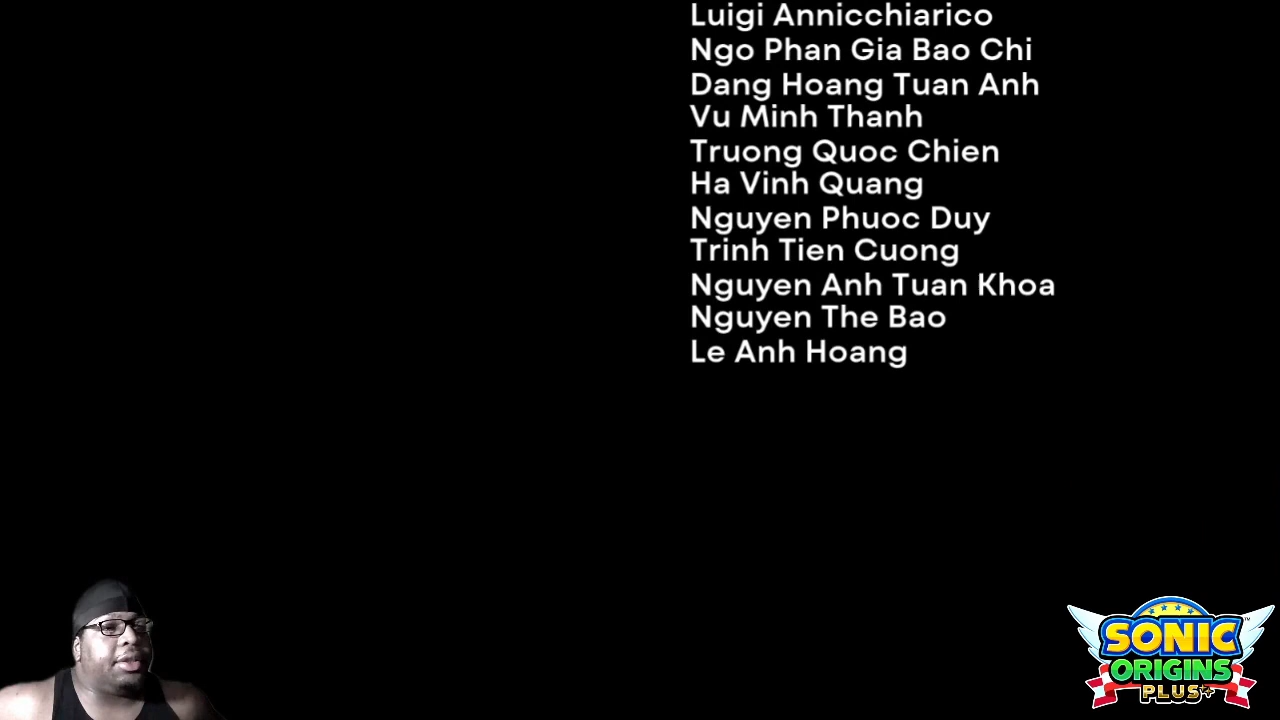 Luigi Annicchiarico
Ngo Phan Gia Bao Chi
Dang Hoang Tuan Anh
Vu Minh Thanh
Truong Quoc Chien
Ha Vinh Quang
Nguyen Phuoc Duy
Trinh Tien Cuong
Nguyen Anh Tuan Khoa
Nguyen The Bao
Le Anh Hoang
SONIC
ORIGINS
PLUS+